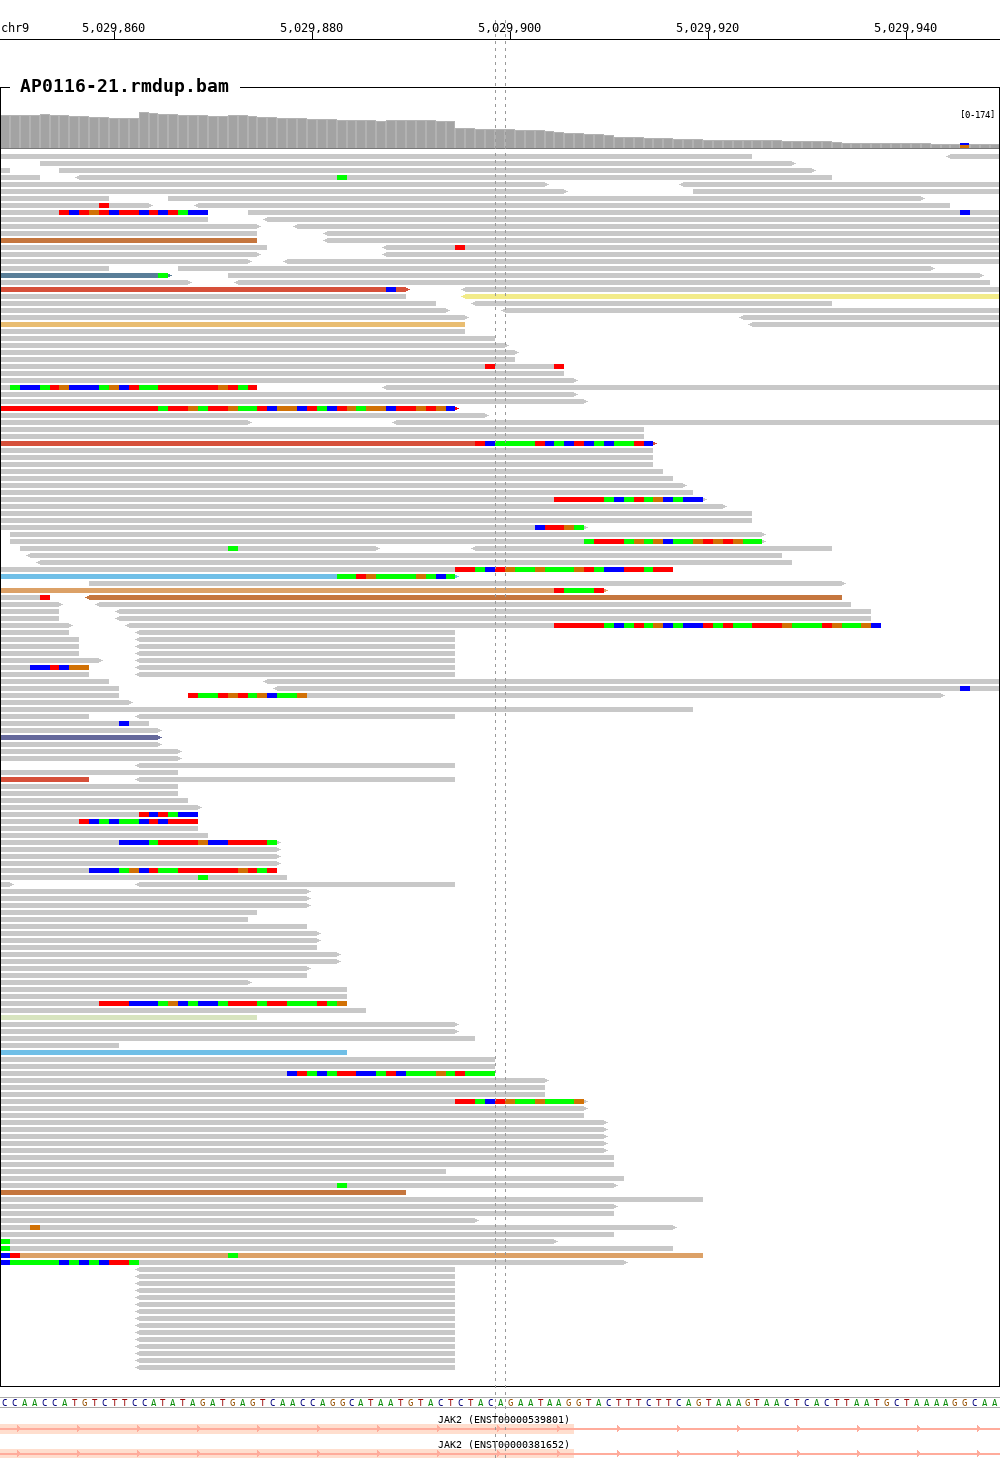 chr9 5,029,860 5,029,880 5,029,900 5,029,920 5,029,940
AP0116-21.rmdup.bam
[0-174]
C C A A C C A T G T C T T C C A T A T A G A T G A G T C A A C C A G G C A T A A T G T A C T C T A C A G A A T A A G G T A C T T T C T T C A G T A A A G T A A C T C A C T T A A T G C T A A A A G G C A A
JAK2 (ENST00000539801)
JAK2 (ENST00000381652)